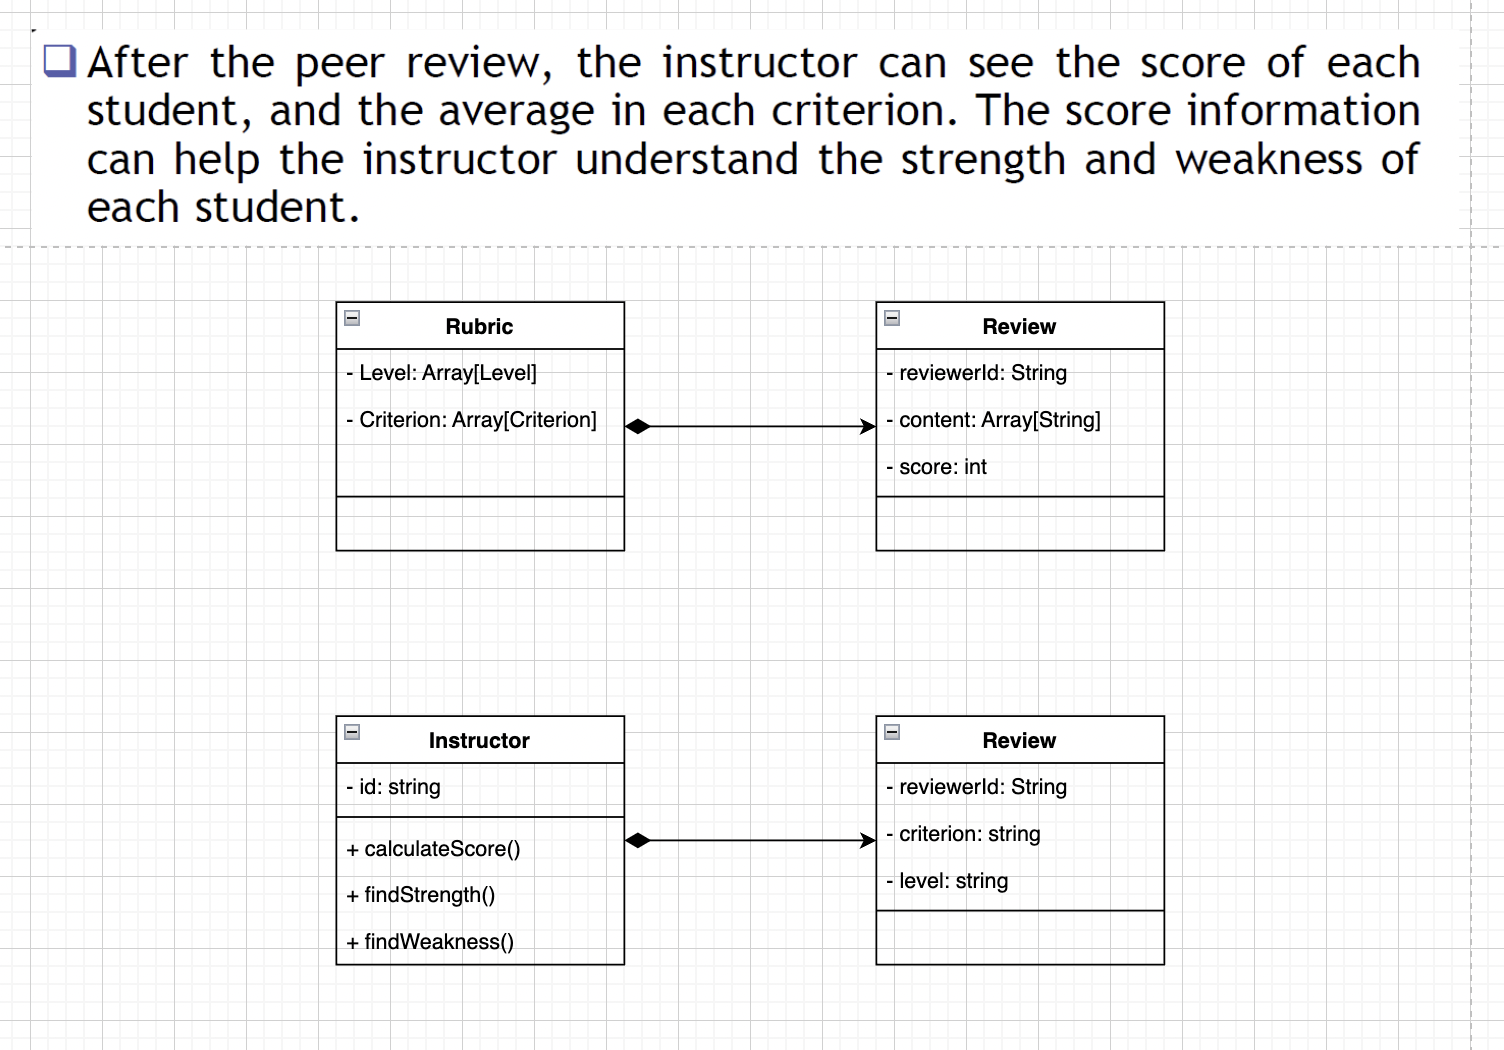 After the peer review, the instructor can see the score of each
student, and the average in each criterion. The score information
can help the instructor understand the strength and weakness of
each student.
Rubric
- Level: Array[Level]
- Criterion: Array[Criterion]
Review
- reviewerId: String
- content: Array[String]
- score: int
Instructor
- id: string
+ calculateScore()
+ findStrength()
+ findWeakness()
Review
- reviewerId: String
- criterion: string
- level: string